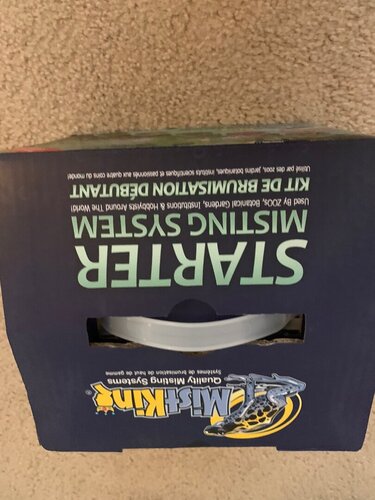 MistKing®
Quality Misting Systems
Systèmes de brumisation de haut de gamme
STARTER
MISTING SYSTEM
Used By ZOOs, Botanical Gardens, Institutions & Hobbists Around The World!
KIT DE BRUMISATION DÉBUTANT
Utilisé par des zoos, jardins botaniques, instituts scientifiques et passionnés aux quatre coins du monde!